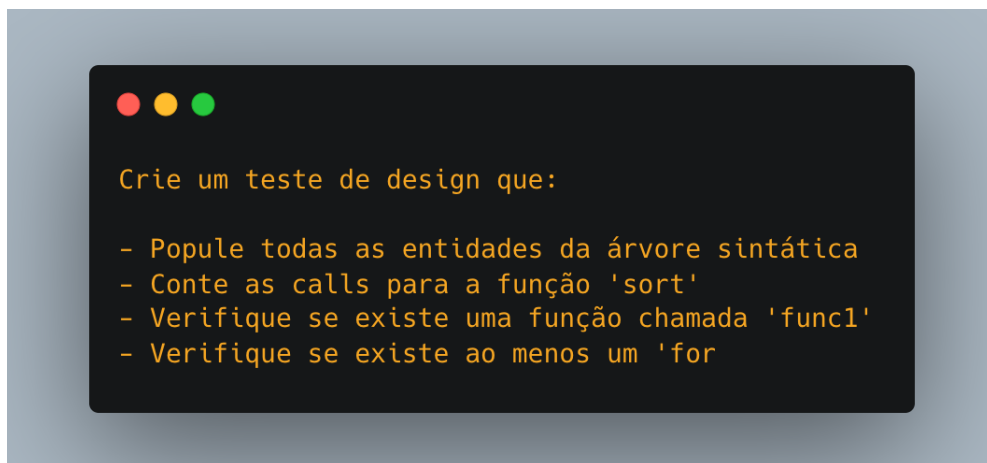 Crie um teste de design que:
- Popule todas as entidades da árvore sintática
- Conte as calls para a função 'sort'
- Verifique se existe uma função chamada 'func1'
- Verifique se existe ao menos um 'for